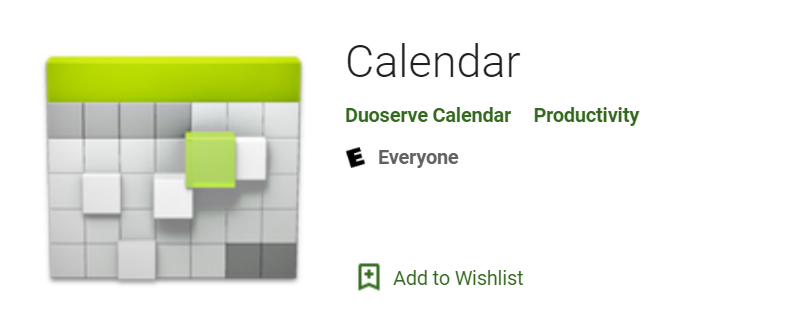 Calendar
Duoserve Calendar Productivity
E Everyone
Add to Wishlist